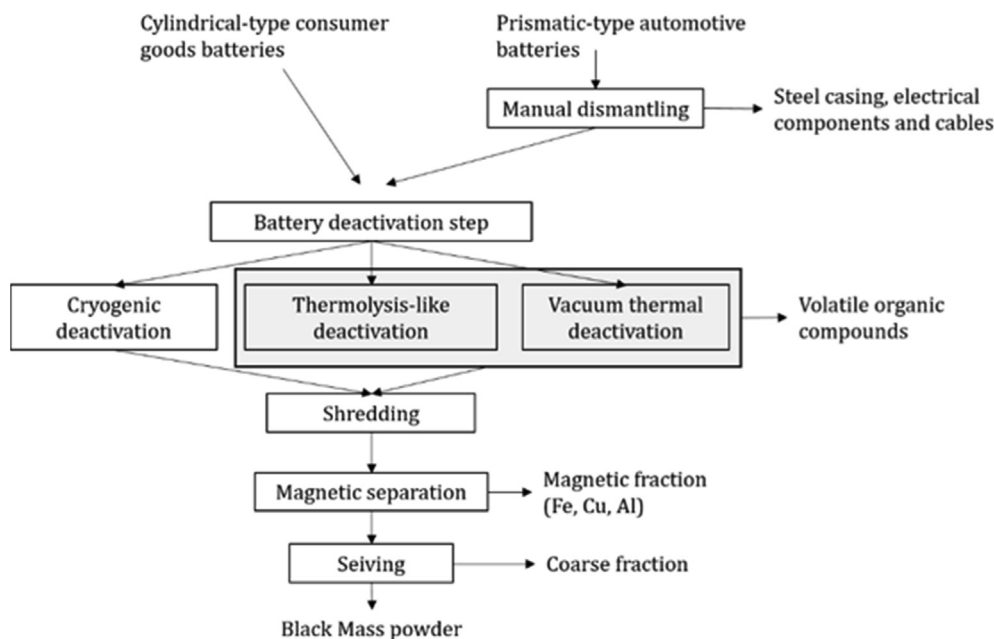 Cylindrical-type consumer
goods batteries
Prismatic-type automotive
batteries
Manual dismantling
Steel casing, electrical
components and cables
Battery deactivation step
Cryogenic
deactivation
Thermolysis-like
deactivation
Vacuum thermal
deactivation
Volatile organic
compounds
Shredding
Magnetic separation
Magnetic fraction
(Fe, Cu, Al)
Seiving
Coarse fraction
Black Mass powder